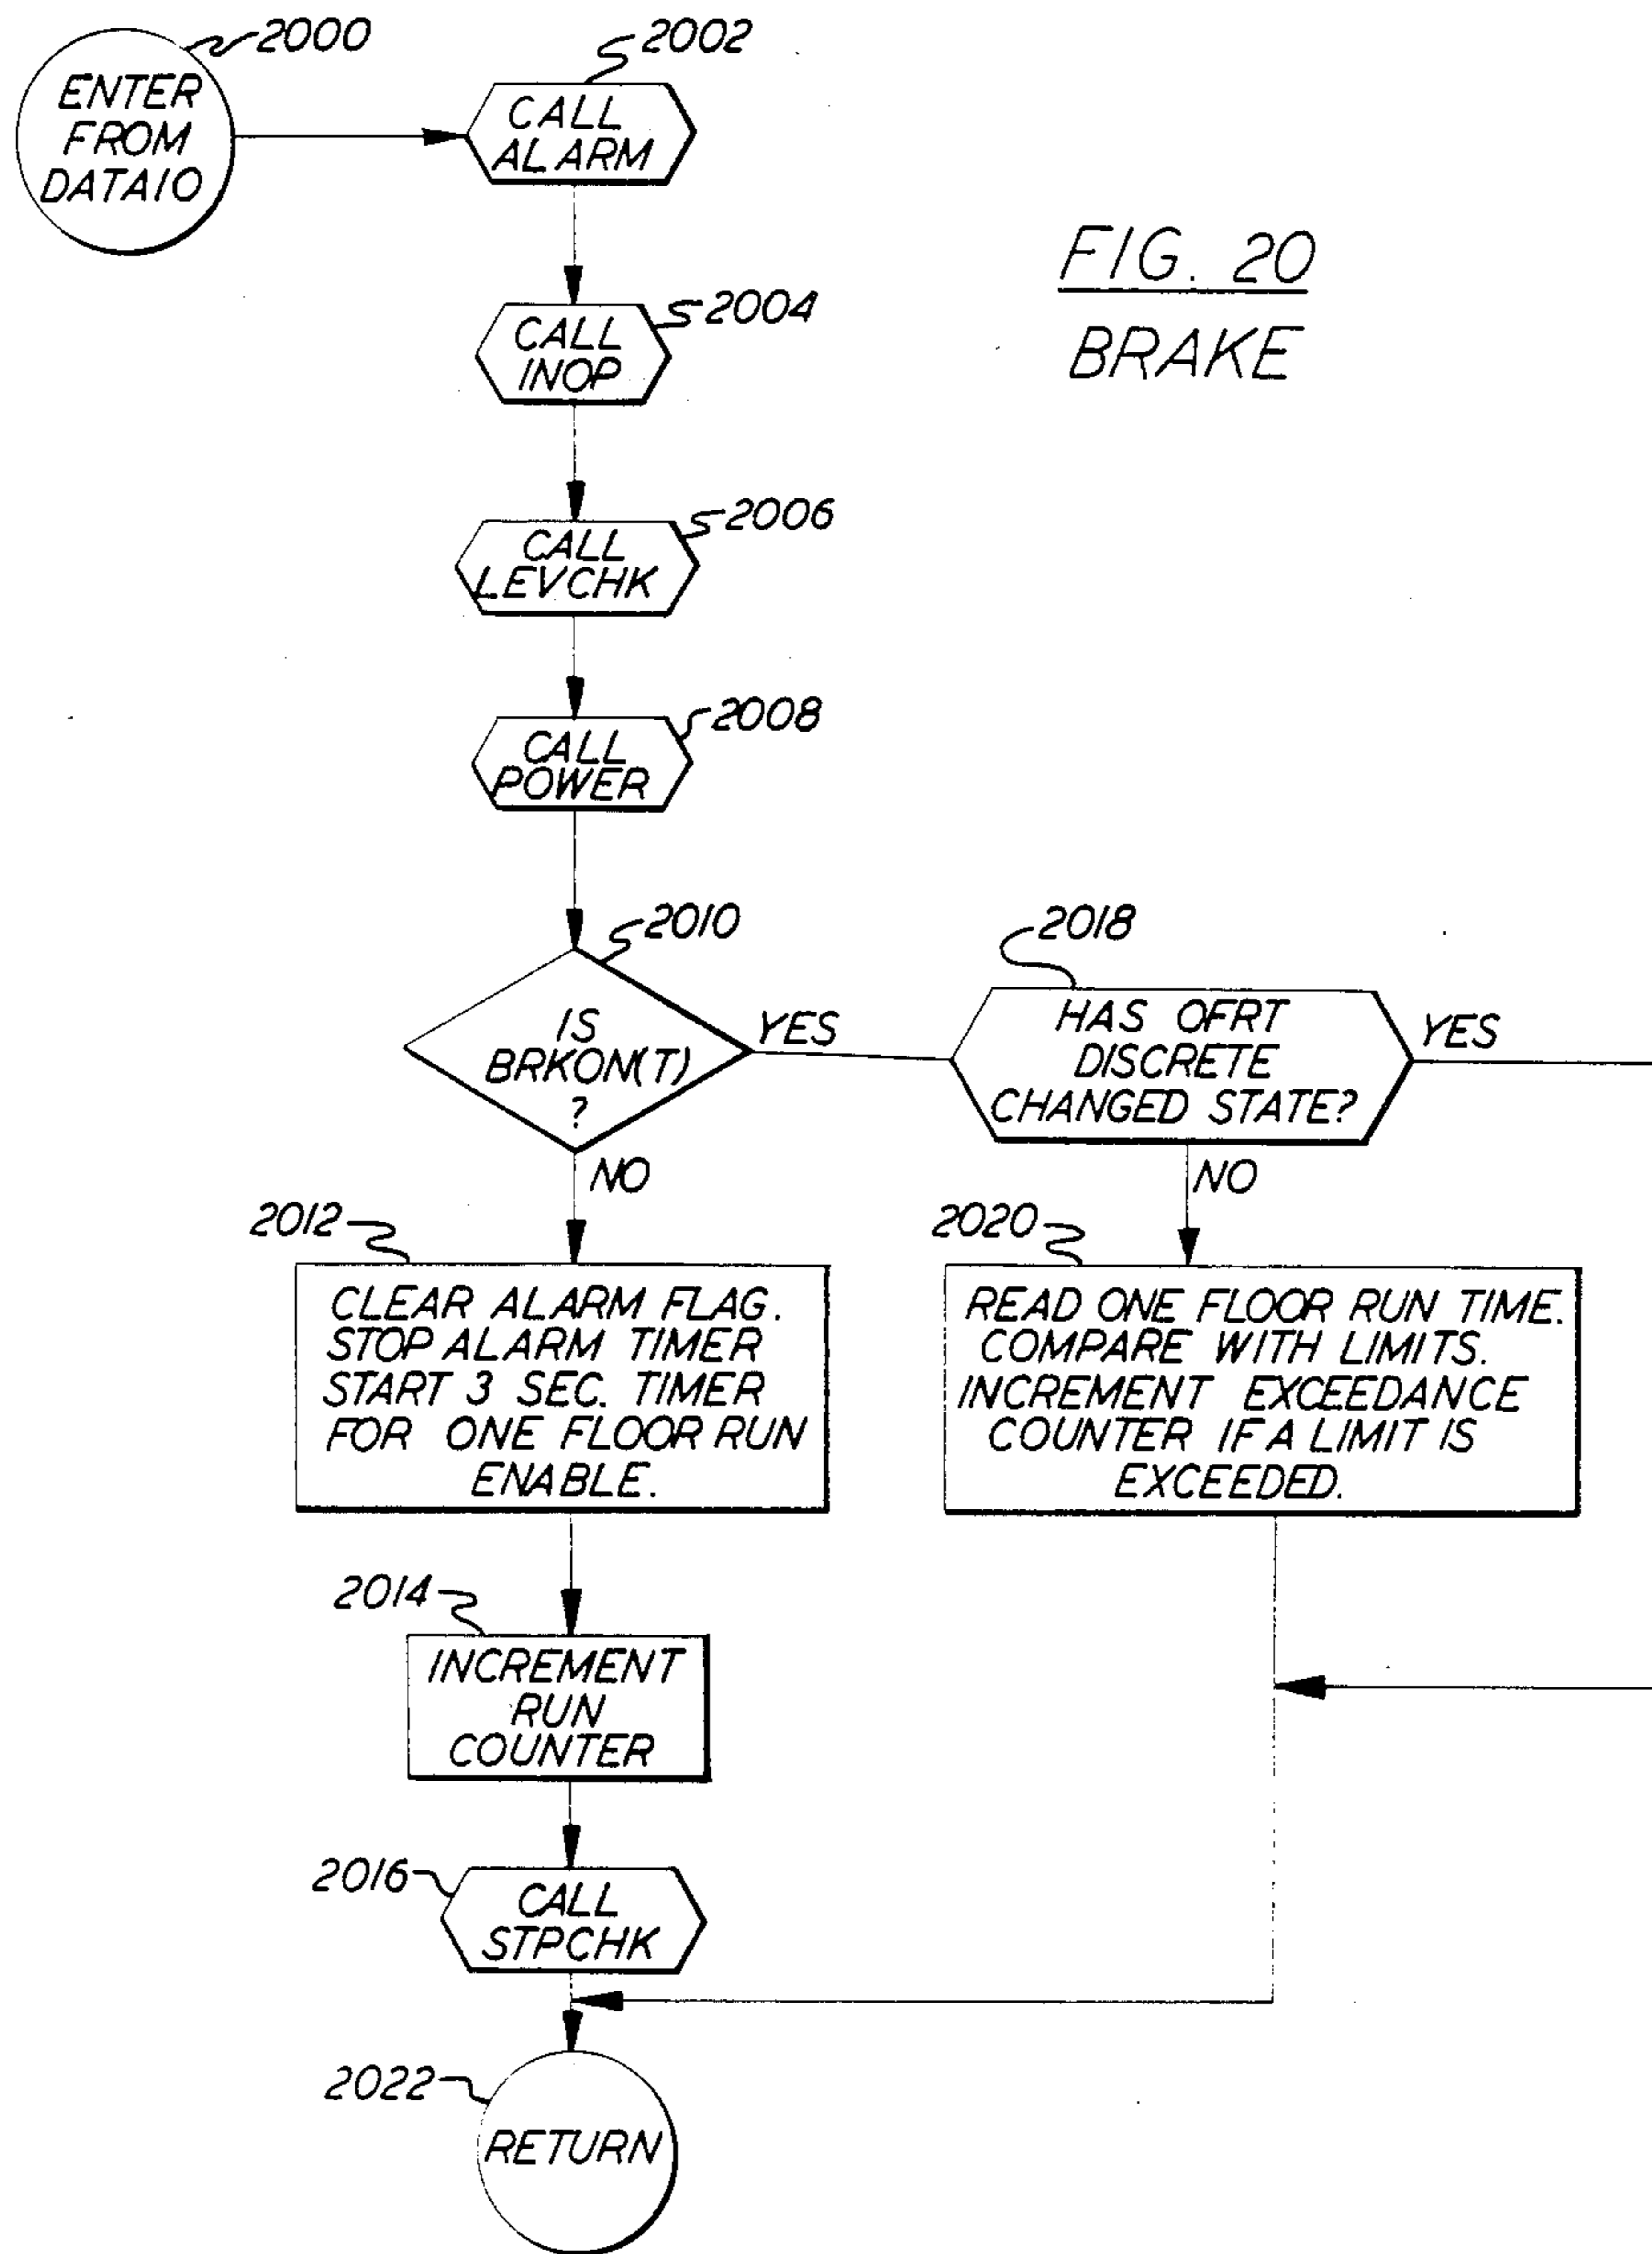 2000
ENTER
FROM
DATAIO
2002
CALL
ALARM
FIG. 20
BRAKE
2004
CALL
INOP
2006
CALL
LEVCHK
2008
CALL
POWER
2010
IS
BRKON(T)
?
YES
NO
2018
HAS OFRT
DISCRETE
CHANGED STATE?
YES
NO
2012
CLEAR ALARM FLAG.
STOP ALARM TIMER
START 3 SEC. TIMER
FOR ONE FLOOR RUN
ENABLE.
2020
READ ONE FLOOR RUN TIME.
COMPARE WITH LIMITS.
INCREMENT EXCEEDANCE
COUNTER IF A LIMIT IS
EXCEEDED.
2014
INCREMENT
RUN
COUNTER
2016
CALL
STPCHK
2022
RETURN